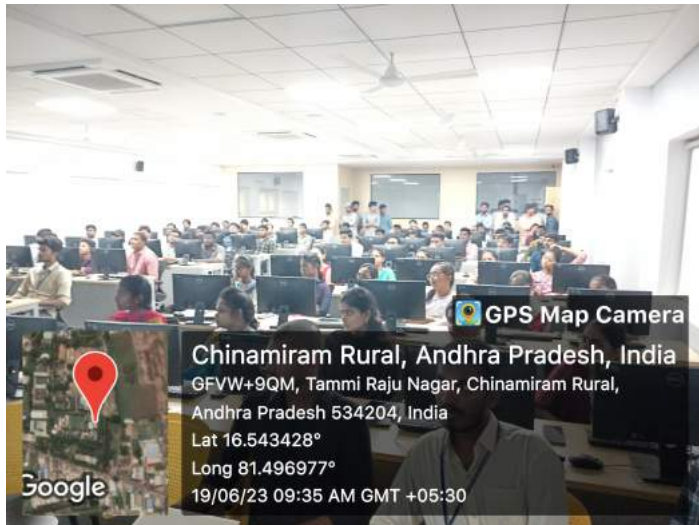 GPS Map Camera
Chinamiram Rural, Andhra Pradesh, India
GFVW+9QM, Tammi Raju Nagar, Chinamiram Rural,
Andhra Pradesh 534204, India
Lat 16.543428°
Long 81.496977°
19/06/23 09:35 AM GMT +05:30
Google